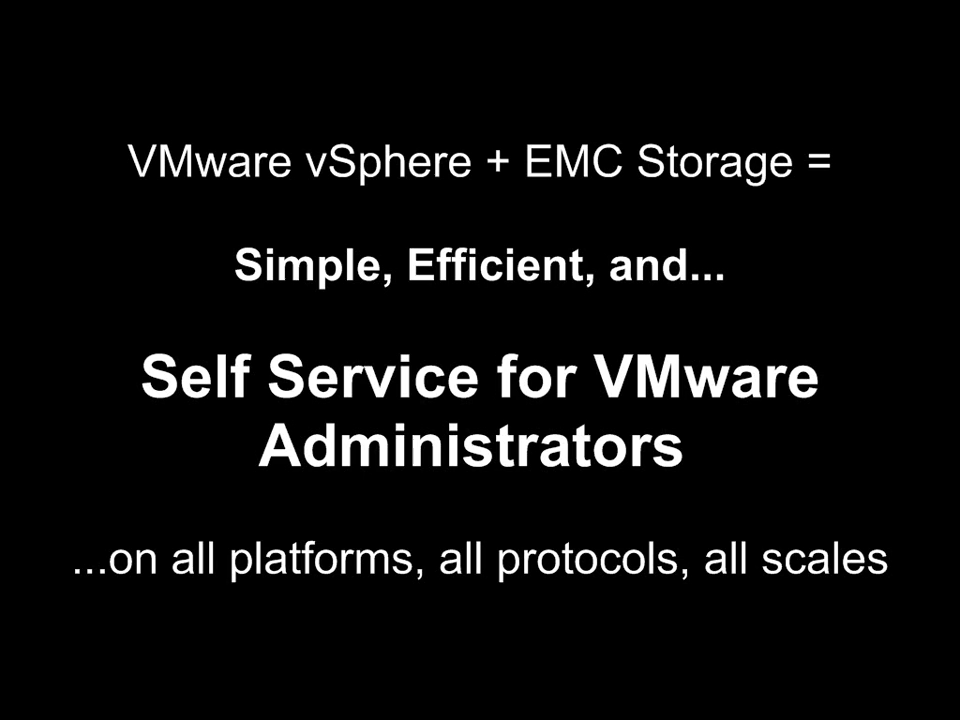 VMware vSphere + EMC Storage =
Simple, Efficient, and...
Self Service for VMware
Administrators
...on all platforms, all protocols, all scales